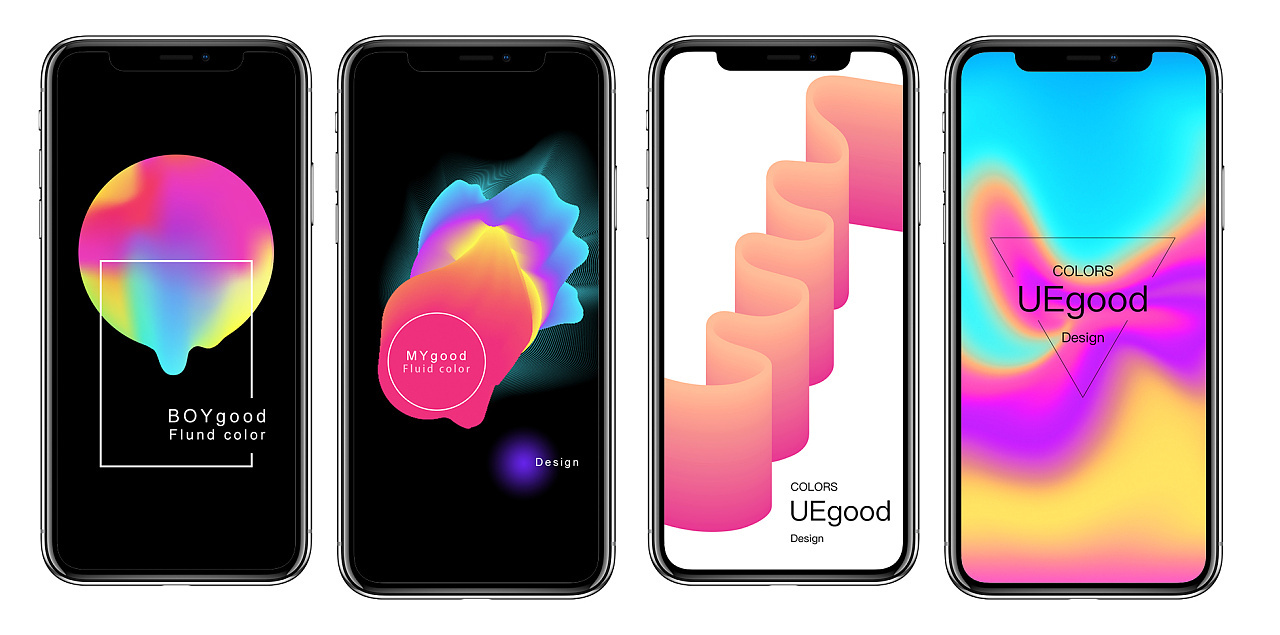 BOYgood
Flund color
MYgood
Fluid color
Design
COLORS
UEgood
Design
COLORS
UEgood
Design